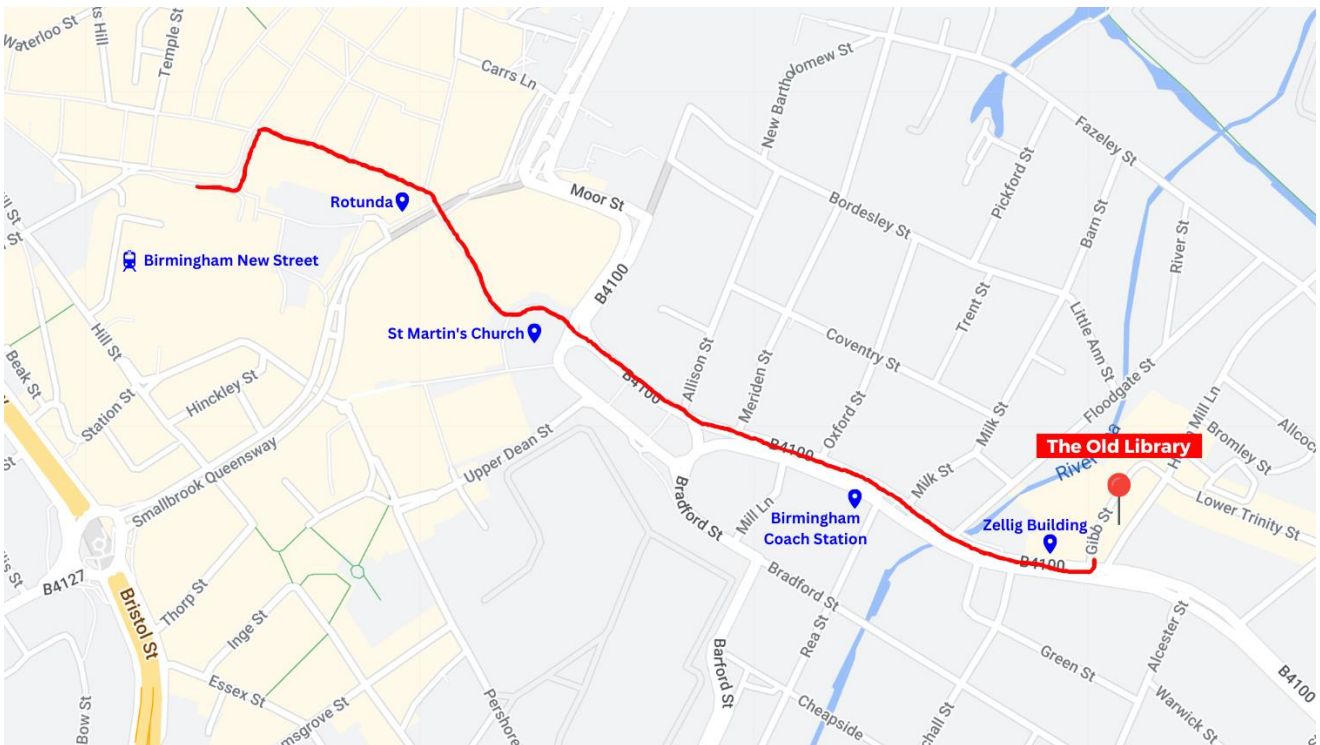 Waterloo St
Temple St
Carrs Ln
New Bartholomew St
Fazeley St
Pickford St
Moor St
Rotunda
Bordesley St
Barn St
River St
Birmingham New Street
B4100
Trent St
Little Ann St
St Martin's Church
Hill St
Allison St
Coventry St
Floodgate St
Beak St
Hinckley St
Station St
B4100
Meriden St
Oxford St
Milk St
Allcock
Bromley St
The Old Library
Upper Dean St
B4100
Smallbrook Queensway
Bradford St
Mill Ln
Milk St
Birmingham
Coach Station
Zellig Building
Gibb St
Lower Trinity St
B4127
B4100
Thorp St
Bradford St
Bristol St
Inge St
Rea St
Alcester St
Essex St
Barford St
Green St
B4100
Bow St
Pershore
Cheapside
Warwick St